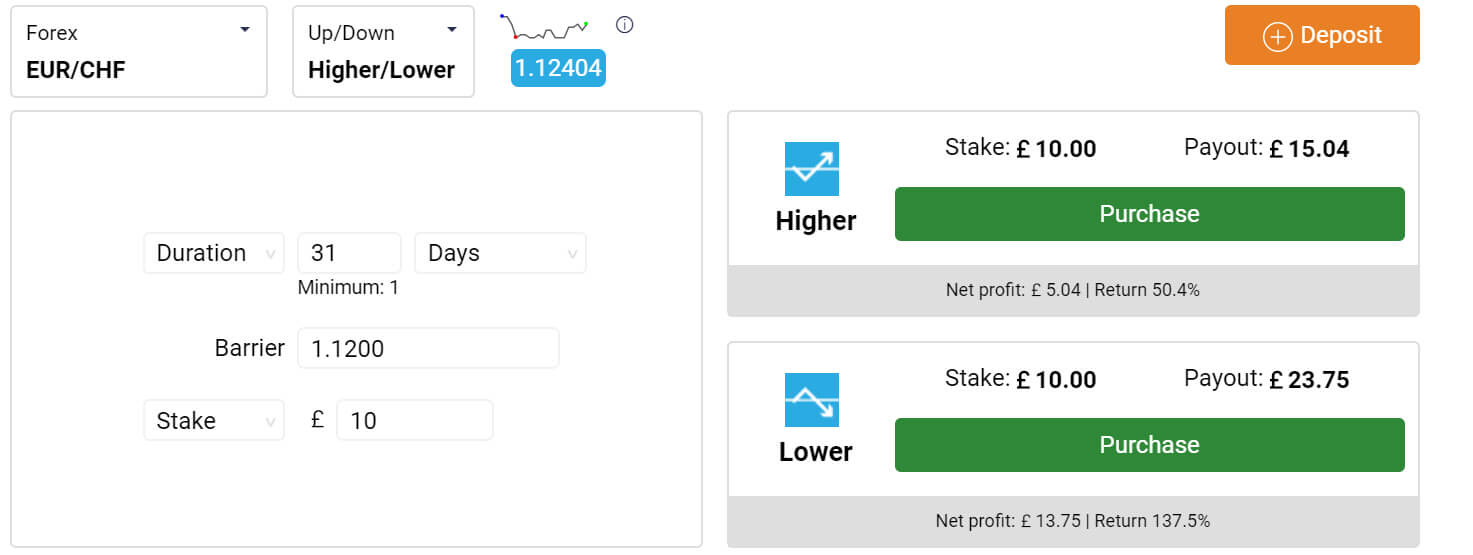 Forex
EUR/CHF
Up/Down
Higher/Lower
1.12404
Deposit
Duration 31 Days
Minimum: 1
Barrier 1.1200
Stake £ 10
Stake: £ 10.00 Payout: £ 15.04
Higher
Purchase
Net profit: £ 5.04 | Return 50.4%
Stake: £ 10.00 Payout: £ 23.75
Lower
Purchase
Net profit: £ 13.75 | Return 137.5%